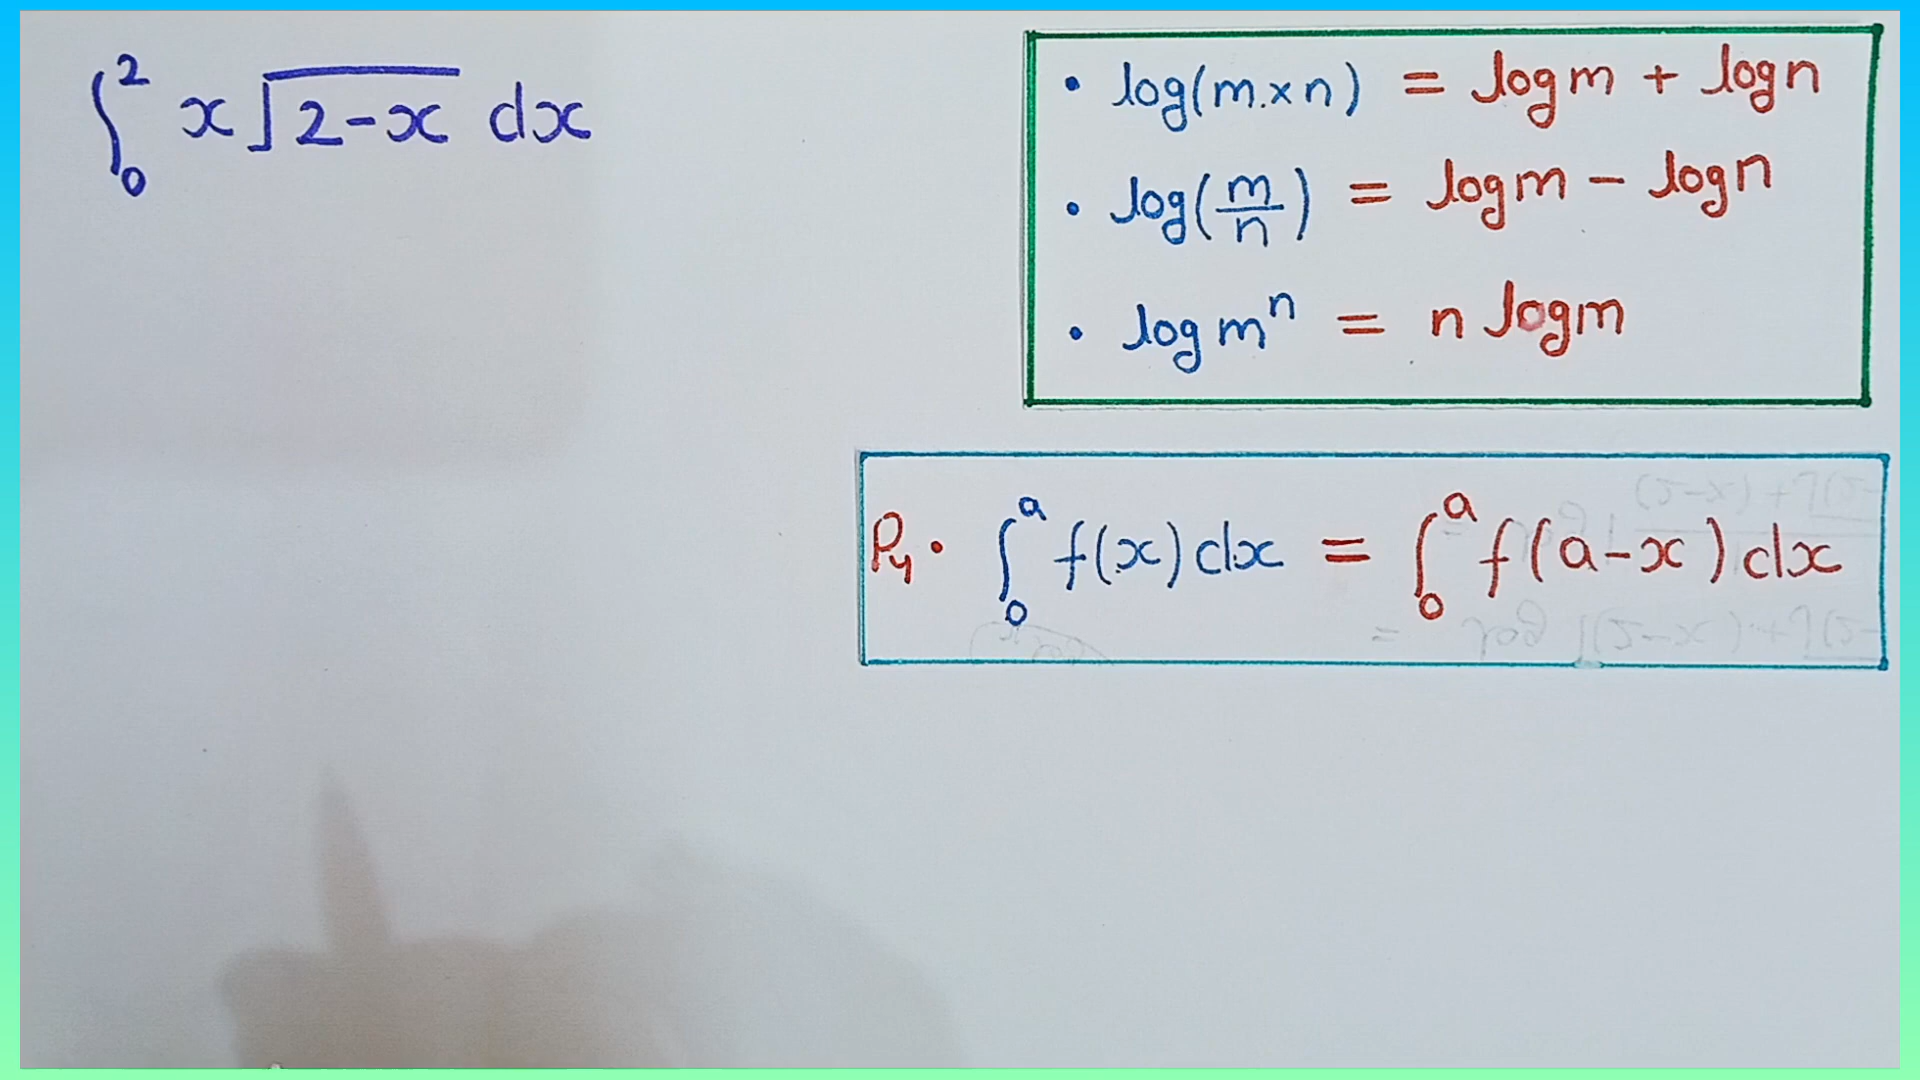 ∫₀² x√(2-x) dx
• log(m.×n) = log m + log n
• log(m/n) = log m - log n
• log mⁿ = n log m
P₄. ∫₀ᵃ f(x) dx = ∫₀ᵃ f(a-x) dx